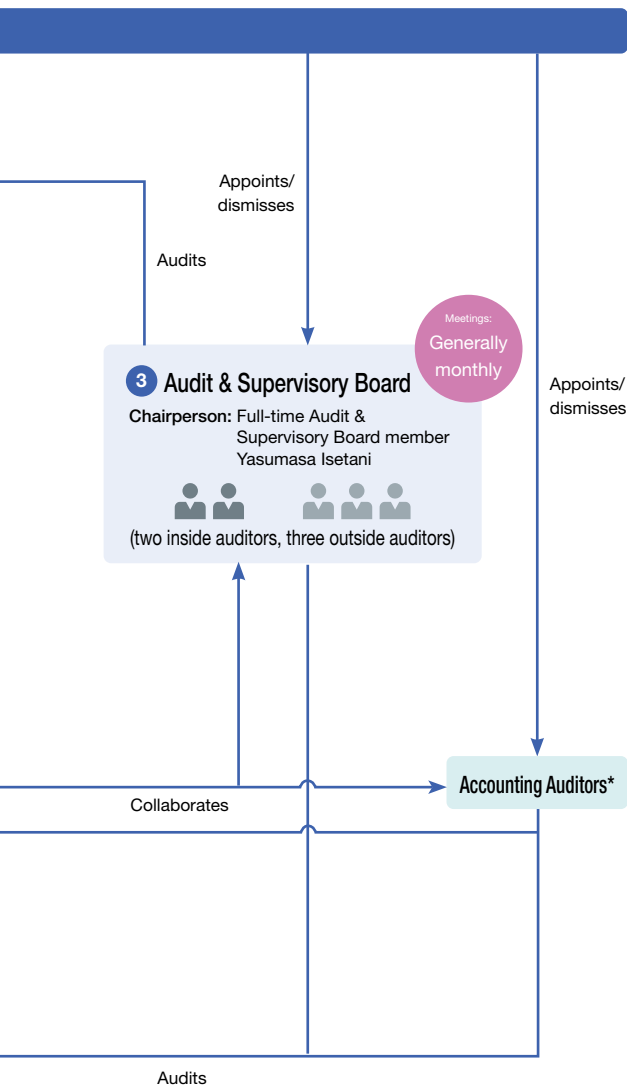 Appoints/
dismisses
Audits
Meetings:
Generally
monthly
3 Audit & Supervisory Board
Chairperson: Full-time Audit &
Supervisory Board member
Yasumasa Isetani
(two inside auditors, three outside auditors)
Appoints/
dismisses
Accounting Auditors*
Collaborates
Audits